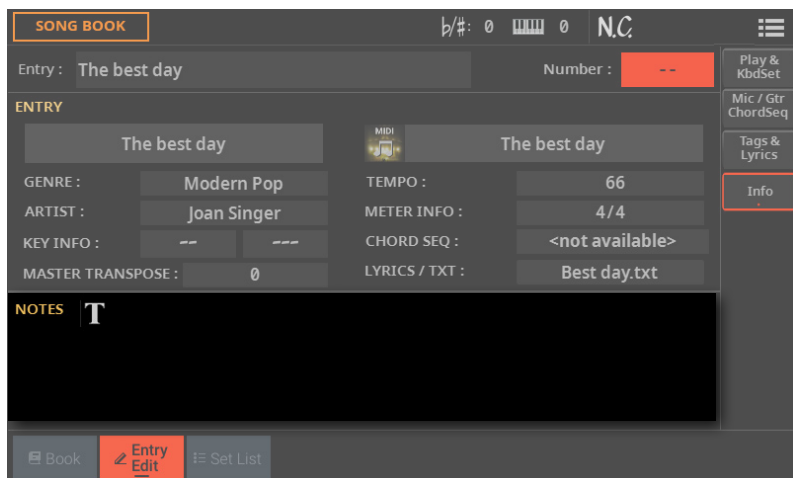 SONG BOOK ♭/#: 0 0 N.C.
Entry : The best day Number : --
Play & KbdSet
ENTRY
Mic / Gtr ChordSeq
The best day MIDI The best day
Tags & Lyrics
GENRE : Modern Pop TEMPO : 66
Info
ARTIST : Joan Singer METER INFO : 4/4
KEY INFO : -- --- CHORD SEQ : <not available>
MASTER TRANSPOSE : 0 LYRICS / TXT : Best day.txt
NOTES T
Book Entry Edit Set List